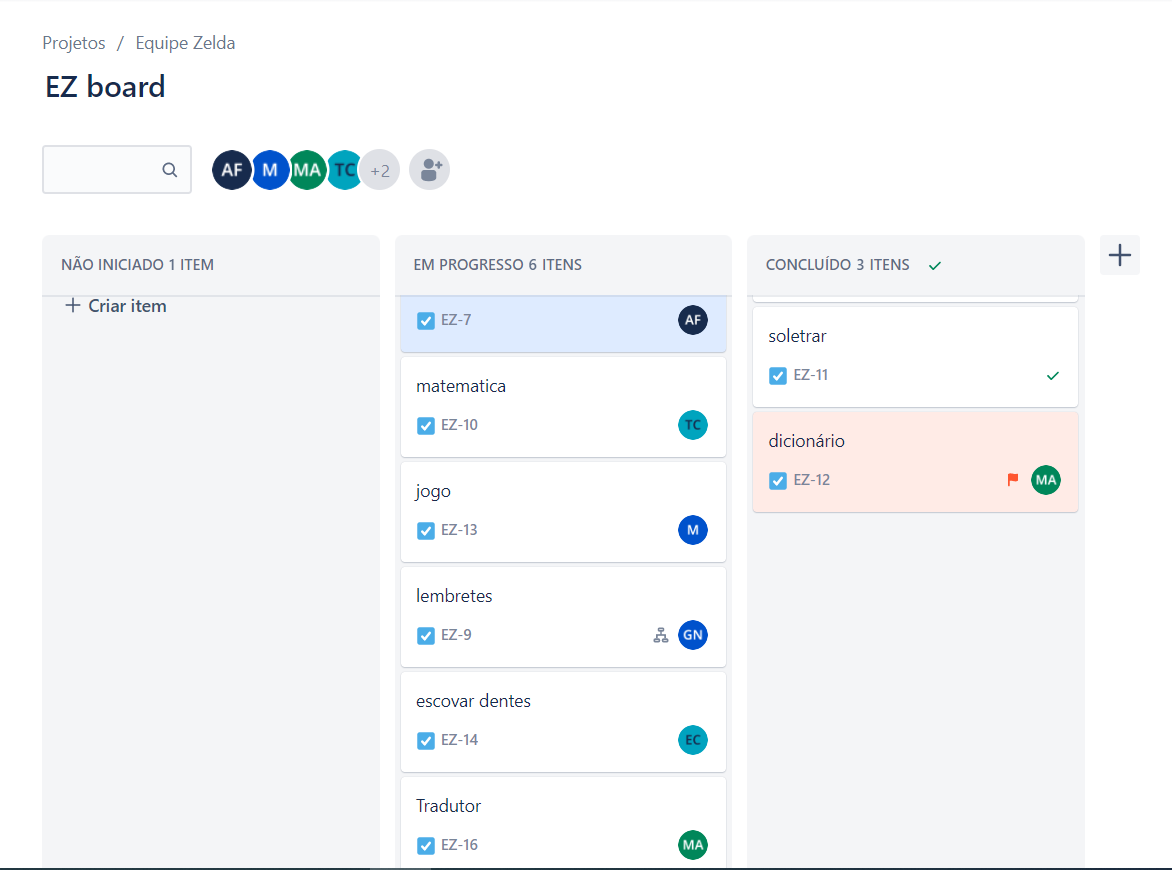 Projetos / Equipe Zelda
EZ board
AF M MA TC +2
NÃO INICIADO 1 ITEM
+ Criar item
EM PROGRESSO 6 ITENS
EZ-7 AF
matematica
EZ-10 TC
jogo
EZ-13 M
lembretes
EZ-9 GN
escovar dentes
EZ-14 EC
Tradutor
EZ-16 MA
CONCLUÍDO 3 ITENS
soletrar
EZ-11
dicionário
EZ-12 MA